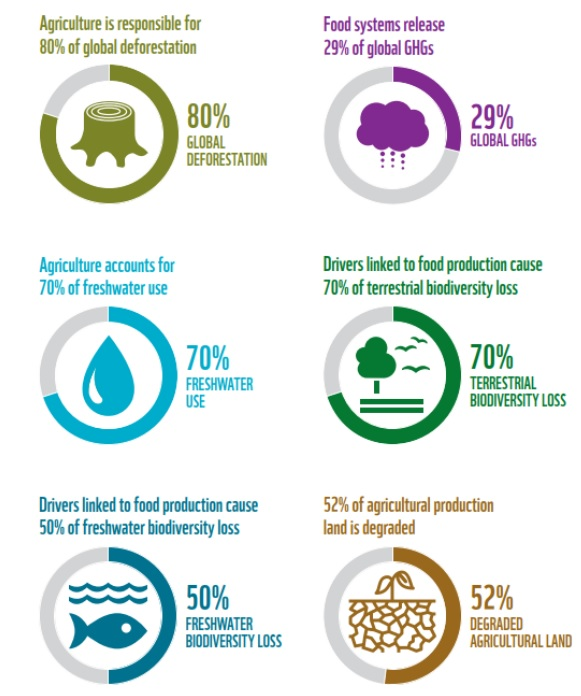 Agriculture is responsible for
80% of global deforestation
80%
GLOBAL
DEFORESTATION
Food systems release
29% of global GHGs
29%
GLOBAL GHGs
Agriculture accounts for
70% of freshwater use
70%
FRESHWATER
USE
Drivers linked to food production cause
70% of terrestrial biodiversity loss
70%
TERRESTRIAL
BIODIVERSITY LOSS
Drivers linked to food production cause
50% of freshwater biodiversity loss
50%
FRESHWATER
BIODIVERSITY LOSS
52% of agricultural production
land is degraded
52%
DEGRADED
AGRICULTURAL LAND